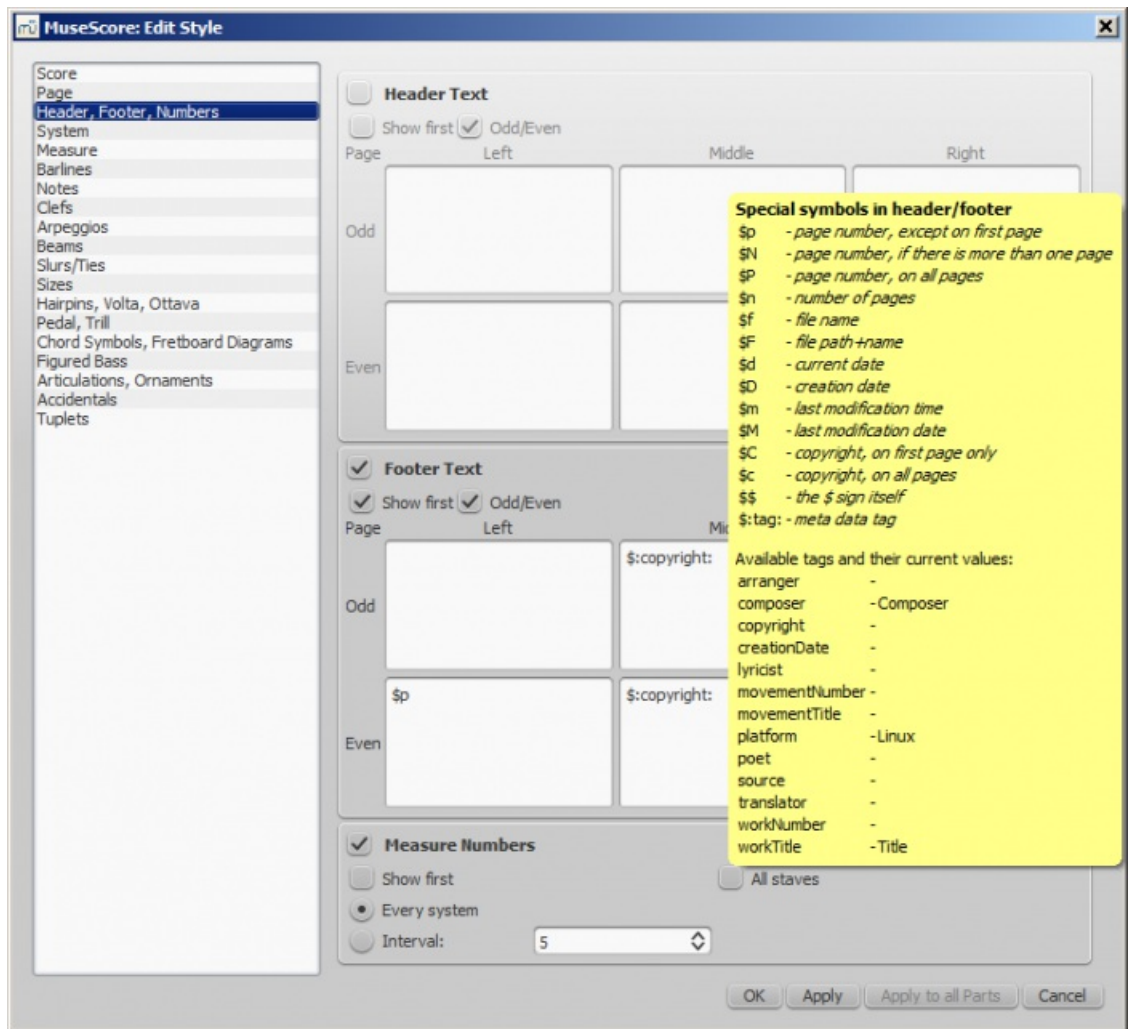 MuseScore: Edit Style
Score
Page
Header, Footer, Numbers
System
Measure
Barlines
Notes
Clefs
Arpeggios
Beams
Slurs/Ties
Sizes
Hairpins, Volta, Ottava
Pedal, Trill
Chord Symbols, Fretboard Diagrams
Figured Bass
Articulations, Ornaments
Accidentals
Tuplets
Header Text
Show first Odd/Even
Page Left Middle Right
Odd
Even
Footer Text
Show first Odd/Even
Page Left
Odd $:copyright:
Even $p $:copyright:
Special symbols in header/footer
$p - page number, except on first page
$N - page number, if there is more than one page
$P - page number, on all pages
$n - number of pages
$f - file name
$F - file path+name
$d - current date
$D - creation date
$m - last modification time
$M - last modification date
$C - copyright, on first page only
$c - copyright, on all pages
$$ - the $ sign itself
$:tag: - meta data tag
Available tags and their current values:
arranger -
composer -Composer
copyright -
creationDate -
lyricist -
movementNumber -
movementTitle -
platform -Linux
poet -
source -
translator -
workNumber -
workTitle -Title
Measure Numbers
Show first All staves
Every system
Interval: 5
OK Apply Apply to all Parts Cancel